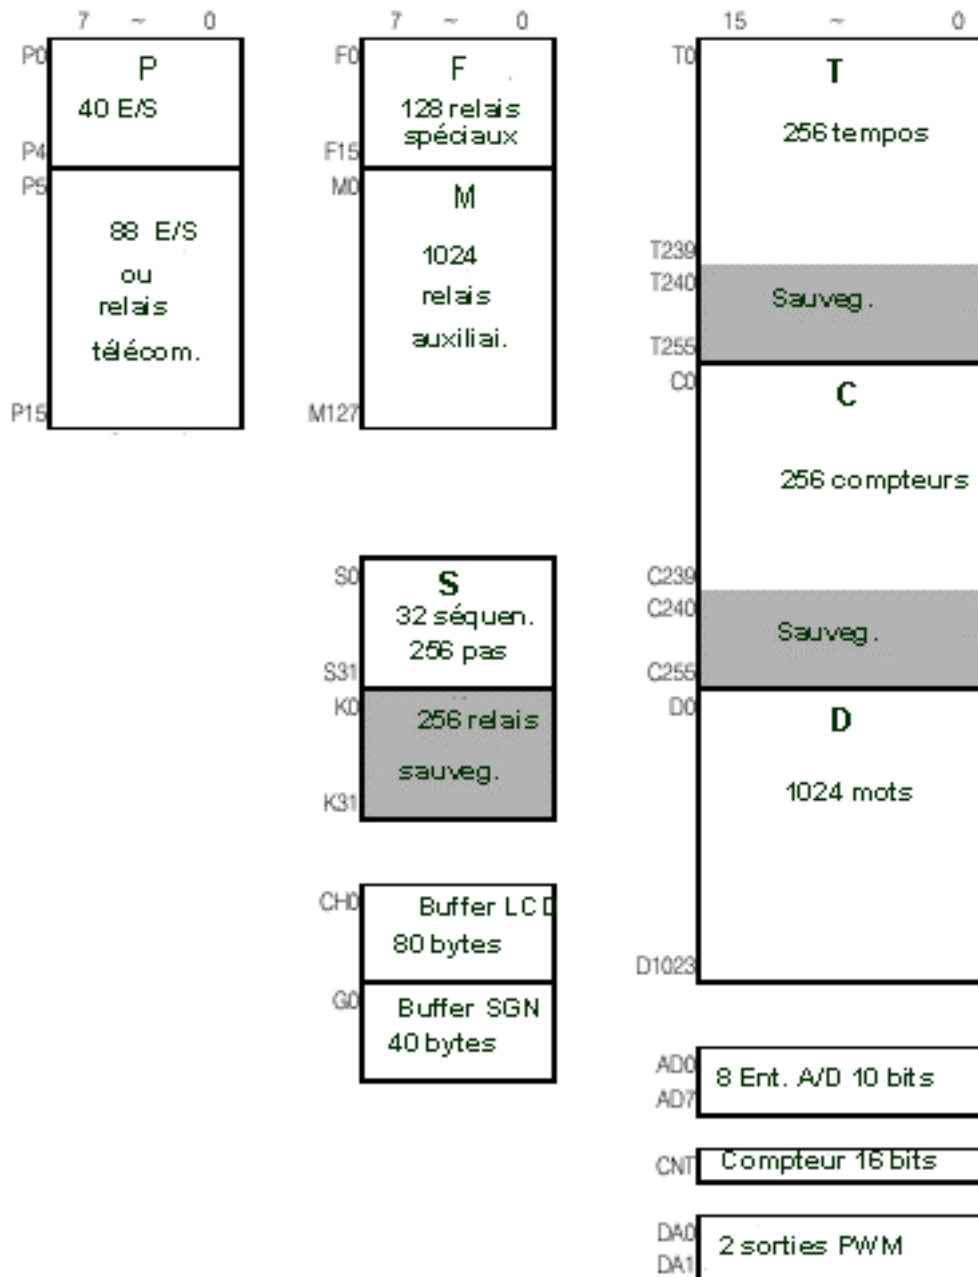 7 ~ 0
P0
P
40 E/S
P4
P5
88 E/S
ou
relais
télécom.
P15
7 ~ 0
F0
F
128 relais
spéciaux
F15
M0
M
1024
relais
auxiliai.
M127
S0
S
32 séquen.
256 pas
S31
K0
256 relais
sauveg.
K31
CH0
Buffer LCD
80 bytes
G0
Buffer SGN
40 bytes
15 ~ 0
T0
T
256 tempos
T239
T240
Sauveg.
T255
C0
C
256 compteurs
C239
C240
Sauveg.
C255
D0
D
1024 mots
D1023
AD0
8 Ent. A/D 10 bits
AD7
CNT
Compteur 16 bits
DA0
2 sorties PWM
DA1